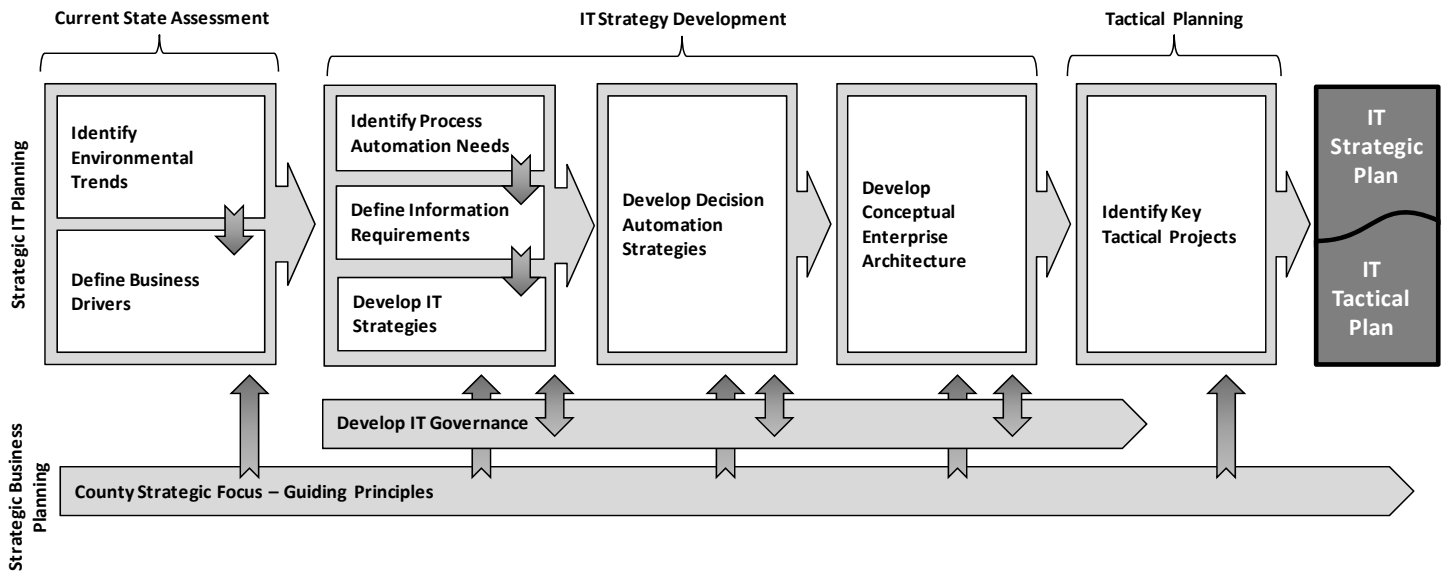 Current State Assessment
IT Strategy Development
Tactical Planning
Strategic IT Planning
Identify
Environmental
Trends
Define Business
Drivers
Identify Process
Automation Needs
Define Information
Requirements
Develop IT
Strategies
Develop Decision
Automation
Strategies
Develop
Conceptual
Enterprise
Architecture
Identify Key
Tactical Projects
IT
Strategic
Plan
IT
Tactical
Plan
Strategic Business
Planning
Develop IT Governance
County Strategic Focus – Guiding Principles